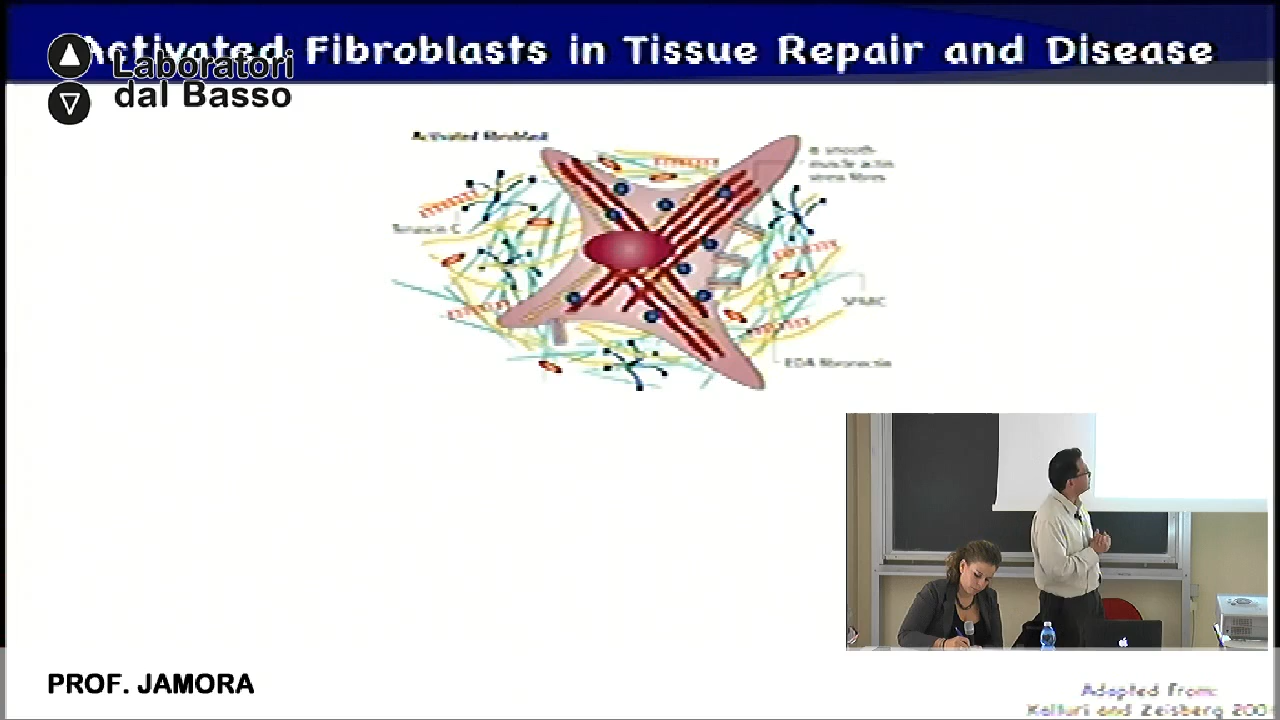 Activated Fibroblasts in Tissue Repair and Disease
Laboratori
dal Basso
Activated fibroblast
α smooth
muscle actin
stress fibres
Tenascin C
SPARC
EDA fibronectin
PROF. JAMORA
Adapted From:
Kalluri and Zeisberg